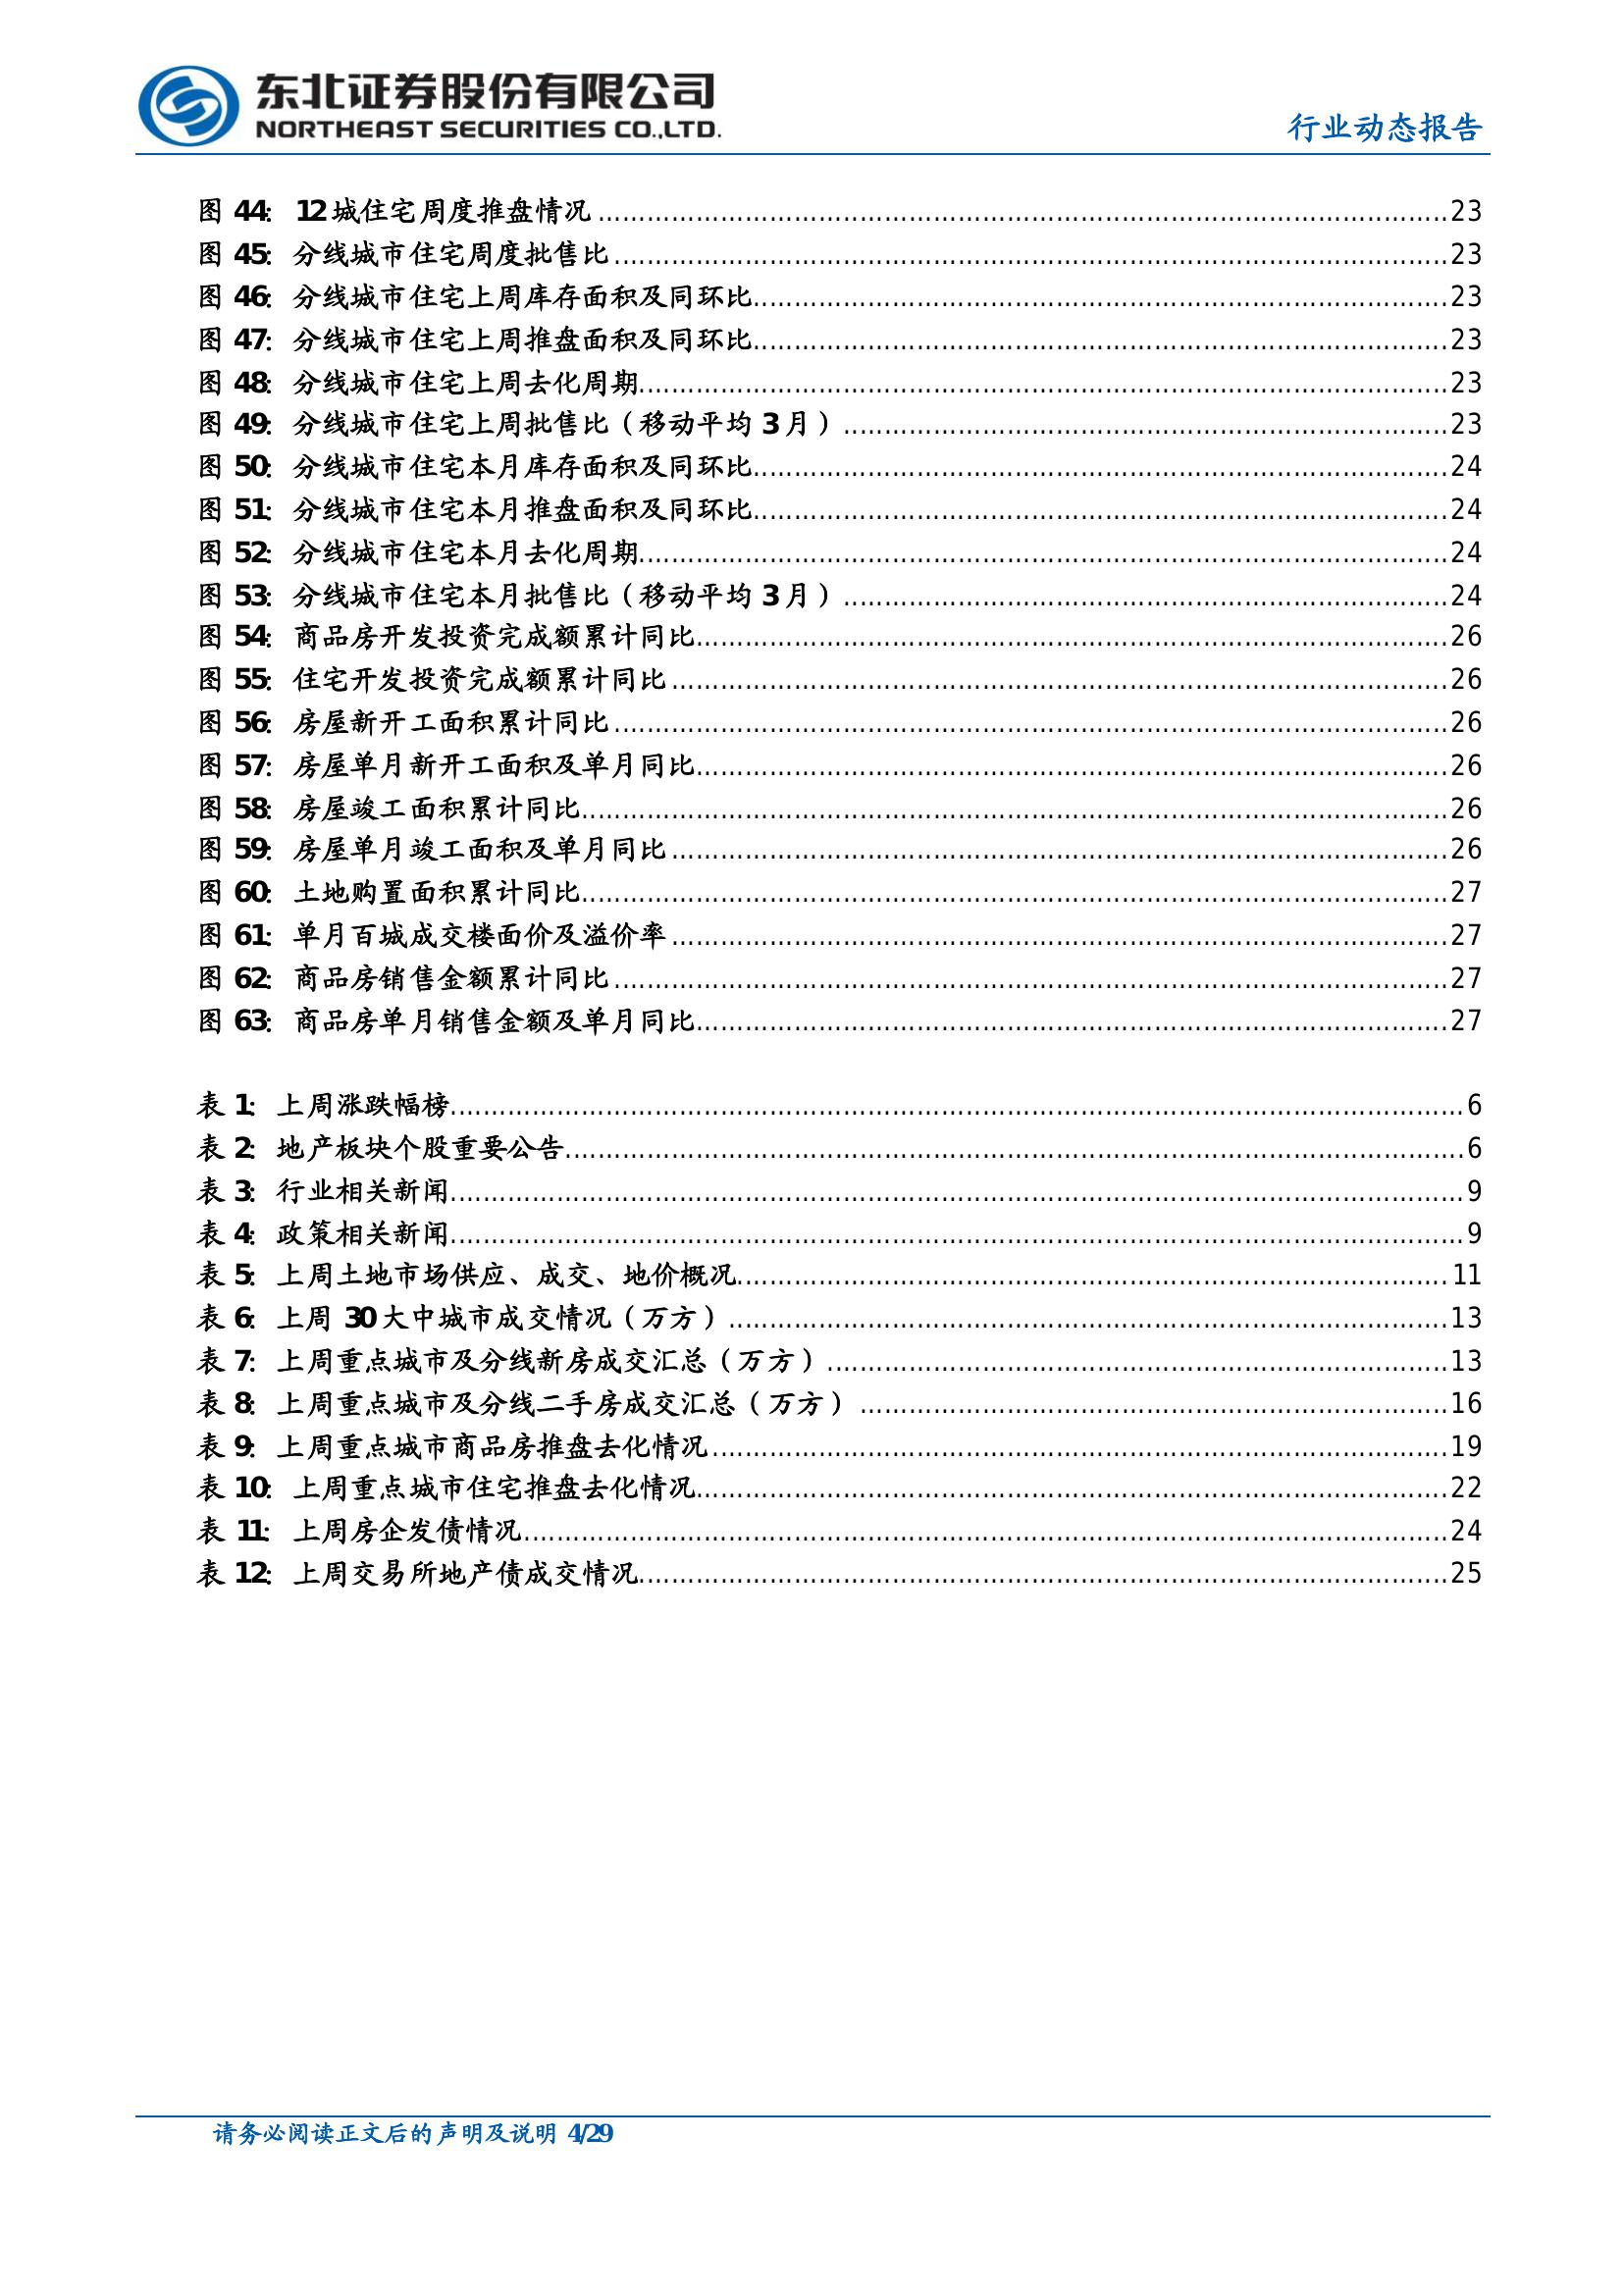 东北证券股份有限公司
NORTHEAST SECURITIES CO.,LTD.
行业动态报告
图 44: 12 城住宅周度推盘情况........................23
图 45: 分线城市住宅周度批售比........................23
图 46: 分线城市住宅上周库存面积及同环比........................23
图 47: 分线城市住宅上周推盘面积及同环比........................23
图 48: 分线城市住宅上周去化周期........................23
图 49: 分线城市住宅上周批售比（移动平均 3 月）........................23
图 50: 分线城市住宅本月库存面积及同环比........................24
图 51: 分线城市住宅本月推盘面积及同环比........................24
图 52: 分线城市住宅本月去化周期........................24
图 53: 分线城市住宅本月批售比（移动平均 3 月）........................24
图 54: 商品房开发投资完成额累计同比........................26
图 55: 住宅开发投资完成额累计同比........................26
图 56: 房屋新开工面积累计同比........................26
图 57: 房屋单月新开工面积及单月同比........................26
图 58: 房屋竣工面积累计同比........................26
图 59: 房屋单月竣工面积及单月同比........................26
图 60: 土地购置面积累计同比........................27
图 61: 单月百城成交楼面价及溢价率........................27
图 62: 商品房销售金额累计同比........................27
图 63: 商品房单月销售金额及单月同比........................27
表 1: 上周涨跌幅榜........................6
表 2: 地产板块个股重要公告........................6
表 3: 行业相关新闻........................9
表 4: 政策相关新闻........................9
表 5: 上周土地市场供应、成交、地价概况........................11
表 6: 上周 30 大中城市成交情况（万方）........................13
表 7: 上周重点城市及分线新房成交汇总（万方）........................13
表 8: 上周重点城市及分线二手房成交汇总（万方）........................16
表 9: 上周重点城市商品房推盘去化情况........................19
表 10: 上周重点城市住宅推盘去化情况........................22
表 11: 上周房企发债情况........................24
表 12: 上周交易所地产债成交情况........................25
请务必阅读正文后的声明及说明 4/29